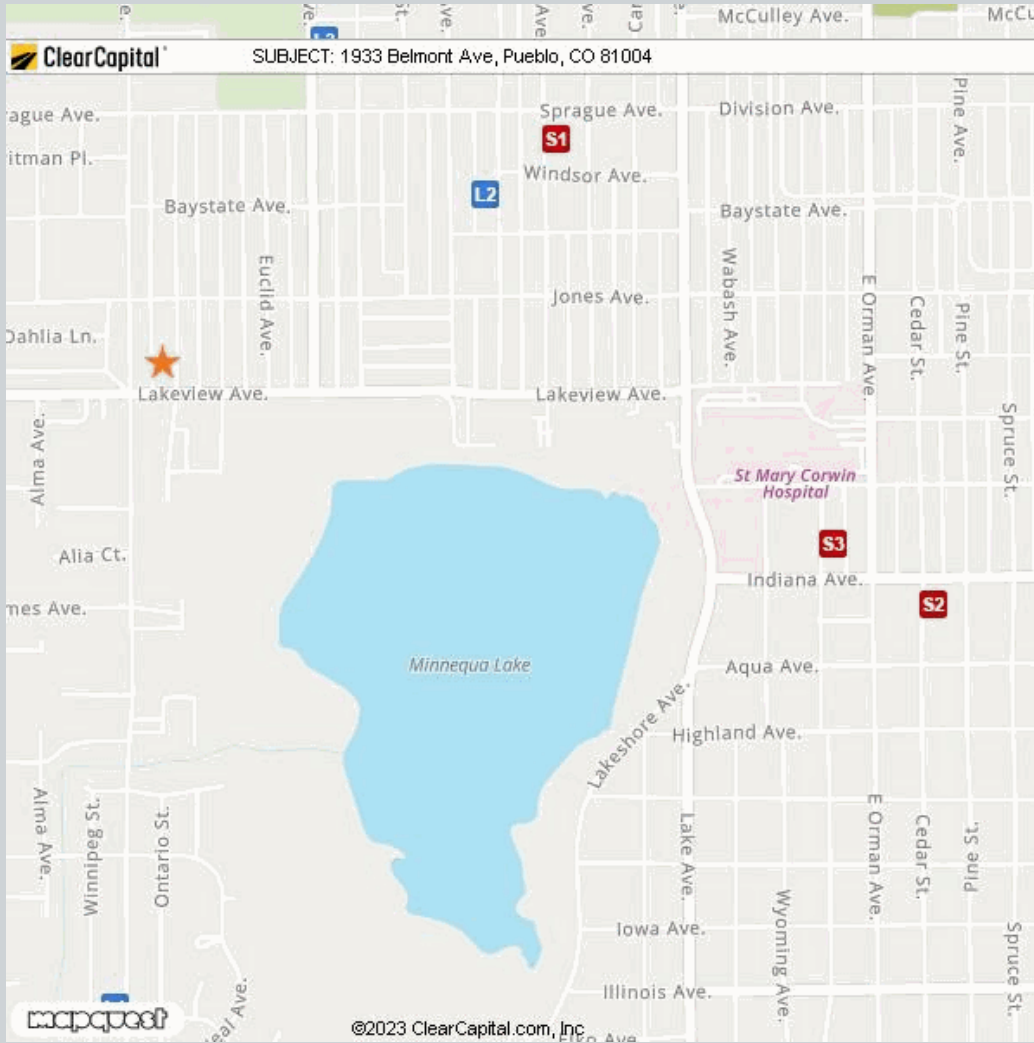 McCulley Ave.
ClearCapital
SUBJECT: 1933 Belmont Ave, Pueblo, CO 81004
Sprague Ave.
Division Ave.
Pine Ave.
S1
Windsor Ave.
L2
Baystate Ave.
Baystate Ave.
Euclid Ave.
Wabash Ave.
E Orman Ave.
Jones Ave.
Cedar St.
Pine St.
Dahlia Ln.
Lakeview Ave.
Lakeview Ave.
Alma Ave.
Spruce St.
St Mary Corwin
Hospital
S3
Alia Ct.
Indiana Ave.
S2
Minnequa Lake
Aqua Ave.
Lakeshore Ave.
Highland Ave.
Alma Ave.
Winnipeg St.
Ontario St.
Lake Ave.
E Orman Ave.
Cedar St.
Pine St.
Wyoming Ave.
Iowa Ave.
Spruce St.
Illinois Ave.
mapquest
©2023 ClearCapital.com, Inc